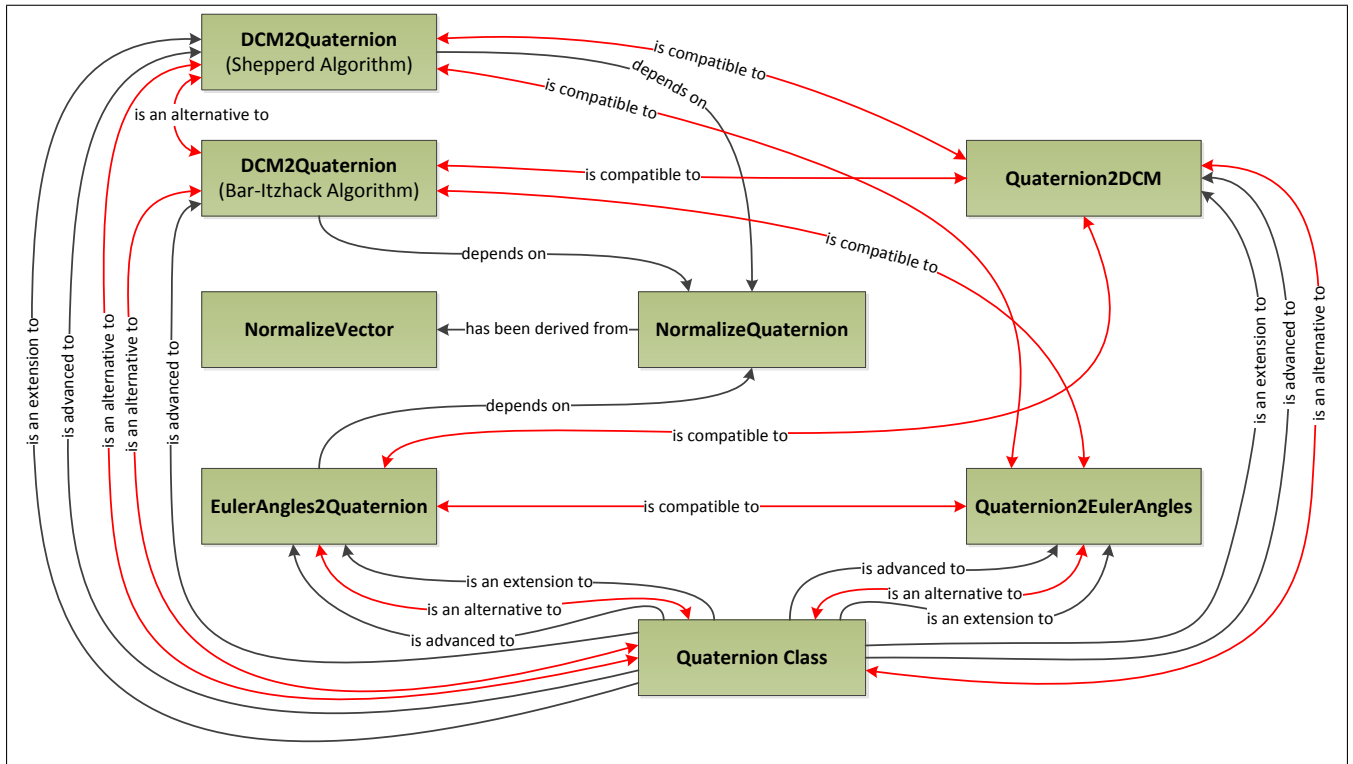 DCM2Quaternion
(Shepperd Algorithm)
is compatible to
depends on
is compatible to
is an alternative to
DCM2Quaternion
(Bar-Itzhack Algorithm)
is compatible to
Quaternion2DCM
is compatible to
depends on
NormalizeVector
has been derived from
NormalizeQuaternion
is an extension to
is advanced to
is an alternative to
is an alternative to
is advanced to
is an extension to
is advanced to
is an alternative to
depends on
is compatible to
EulerAngles2Quaternion
is compatible to
Quaternion2EulerAngles
is an extension to
is an alternative to
is advanced to
is advanced to
is an alternative to
is an extension to
Quaternion Class